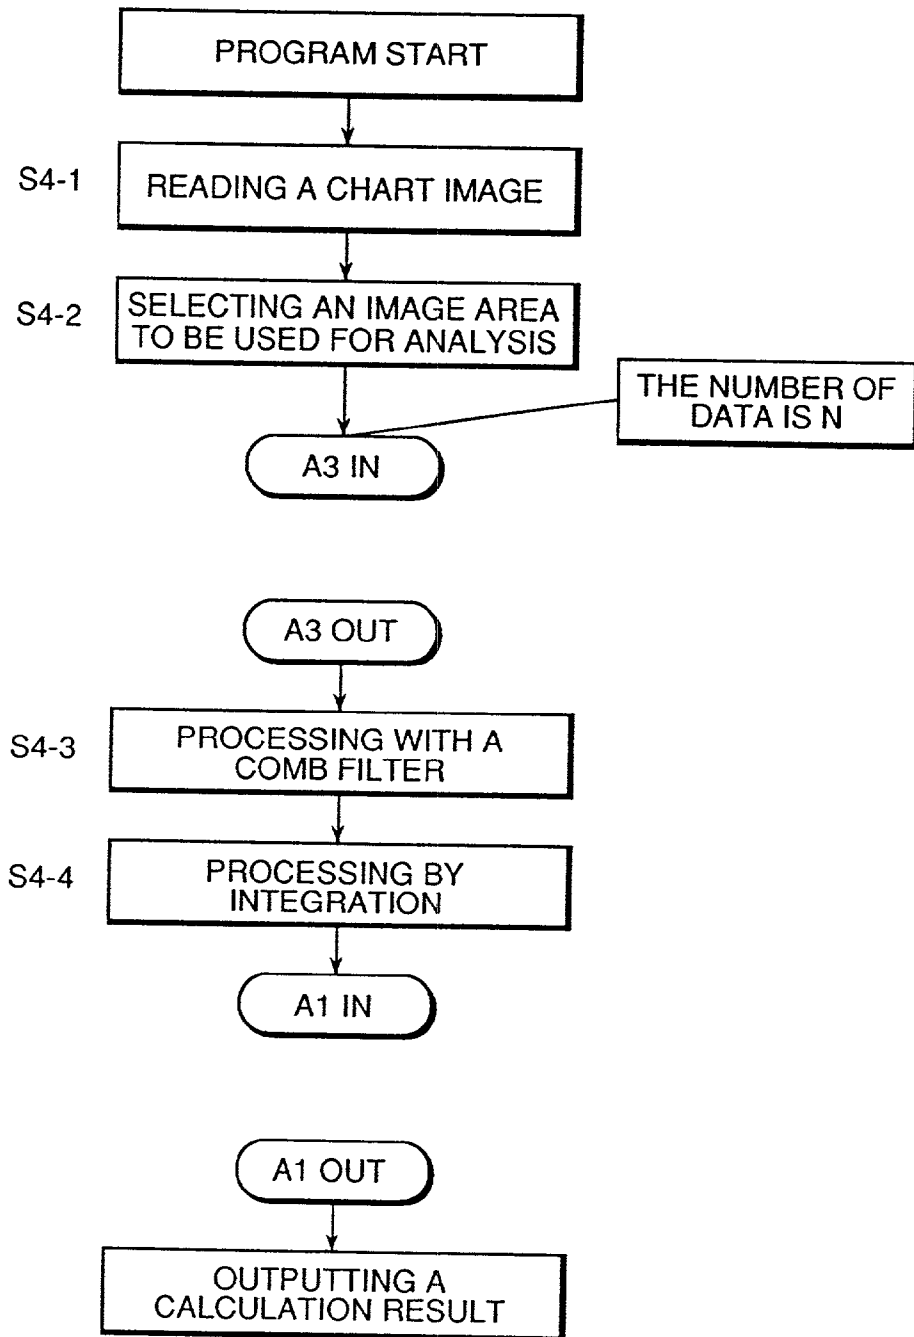 PROGRAM START
S4-1
READING A CHART IMAGE
S4-2
SELECTING AN IMAGE AREA
TO BE USED FOR ANALYSIS
THE NUMBER OF
DATA IS N
A3 IN
A3 OUT
S4-3
PROCESSING WITH A
COMB FILTER
S4-4
PROCESSING BY
INTEGRATION
A1 IN
A1 OUT
OUTPUTTING A
CALCULATION RESULT